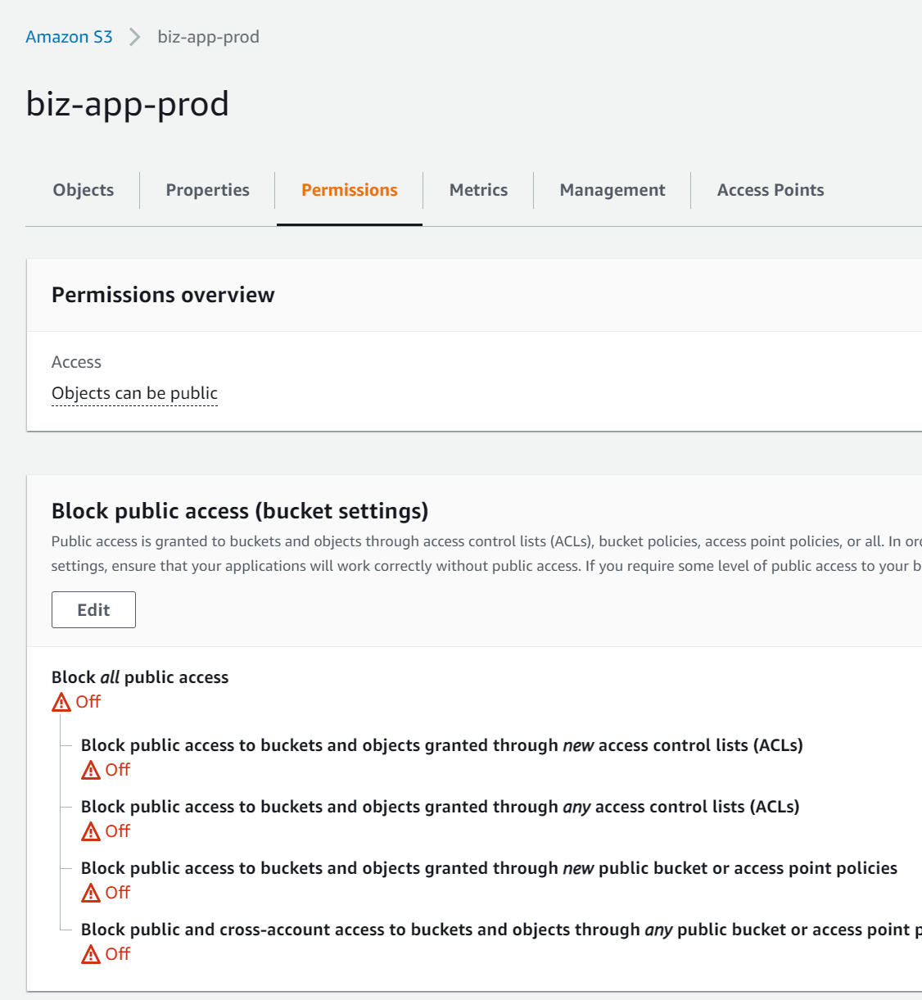 Amazon S3 biz-app-prod
biz-app-prod
Objects Properties Permissions Metrics Management Access Points
Permissions overview
Access
Objects can be public
Block public access (bucket settings)
Public access is granted to buckets and objects through access control lists (ACLs), bucket policies, access point policies, or all. In
settings, ensure that your applications will work correctly without public access. If you require some level of public access to your
Edit
Block all public access
Off
Block public access to buckets and objects granted through new access control lists (ACLs)
Off
Block public access to buckets and objects granted through any access control lists (ACLs)
Off
Block public access to buckets and objects granted through new public bucket or access point policies
Off
Block public and cross-account access to buckets and objects through any public bucket or access point
Off